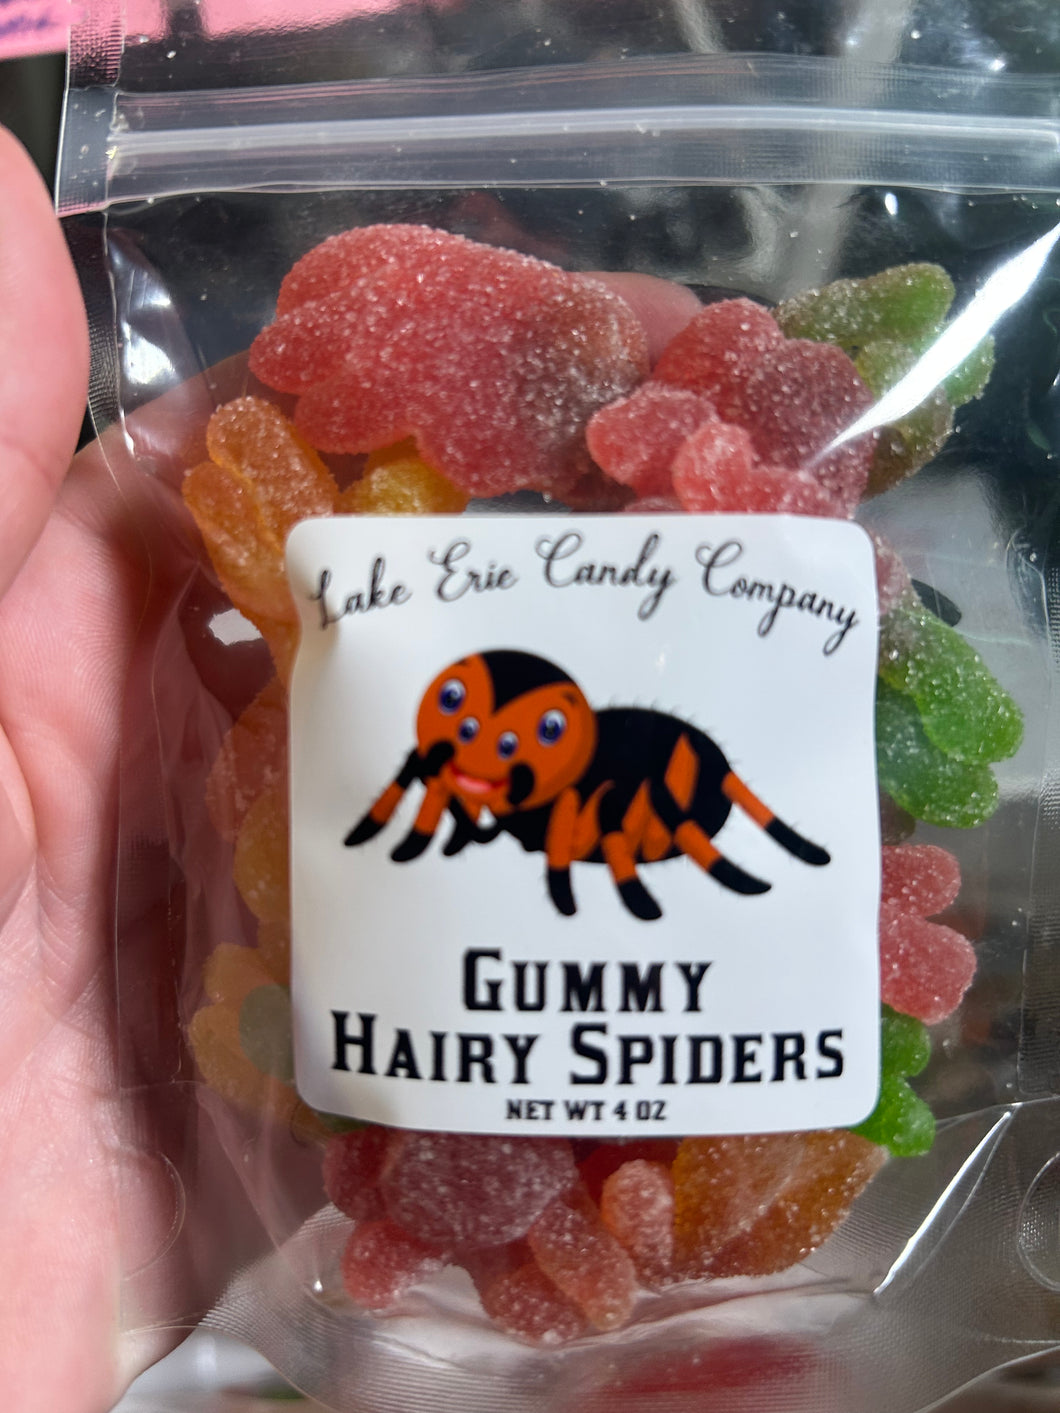 Lake Erie Candy Company
GUMMY
HAIRY SPIDERS
NET WT 4 OZ